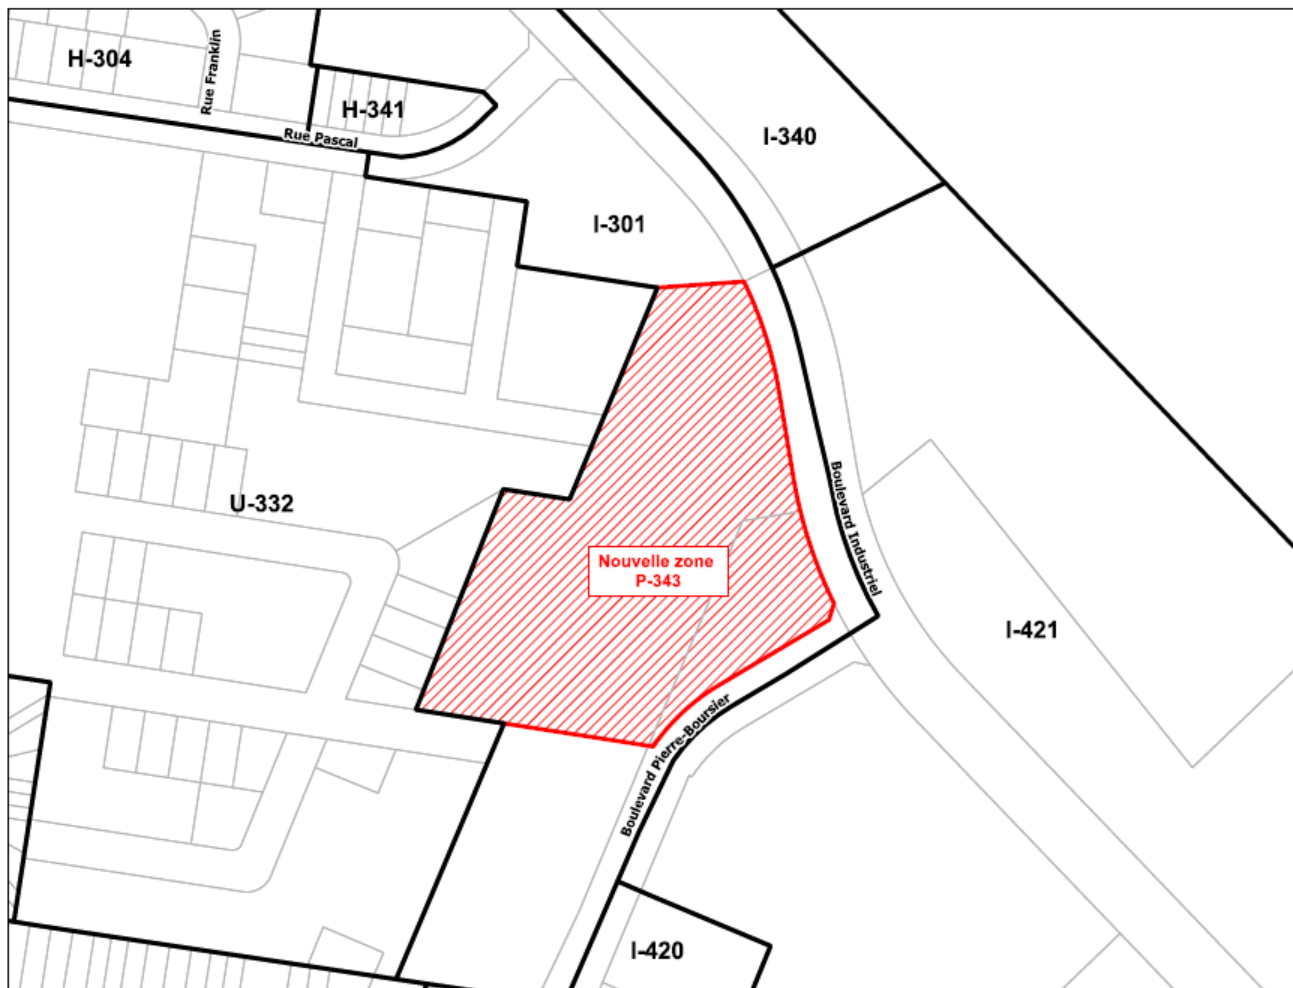 H-304
Rue Franklin
H-341
Rue Pascal
I-340
I-301
U-332
Boulevard Industriel
Nouvelle zone
P-343
I-421
Boulevard Pierre-Boursier
I-420